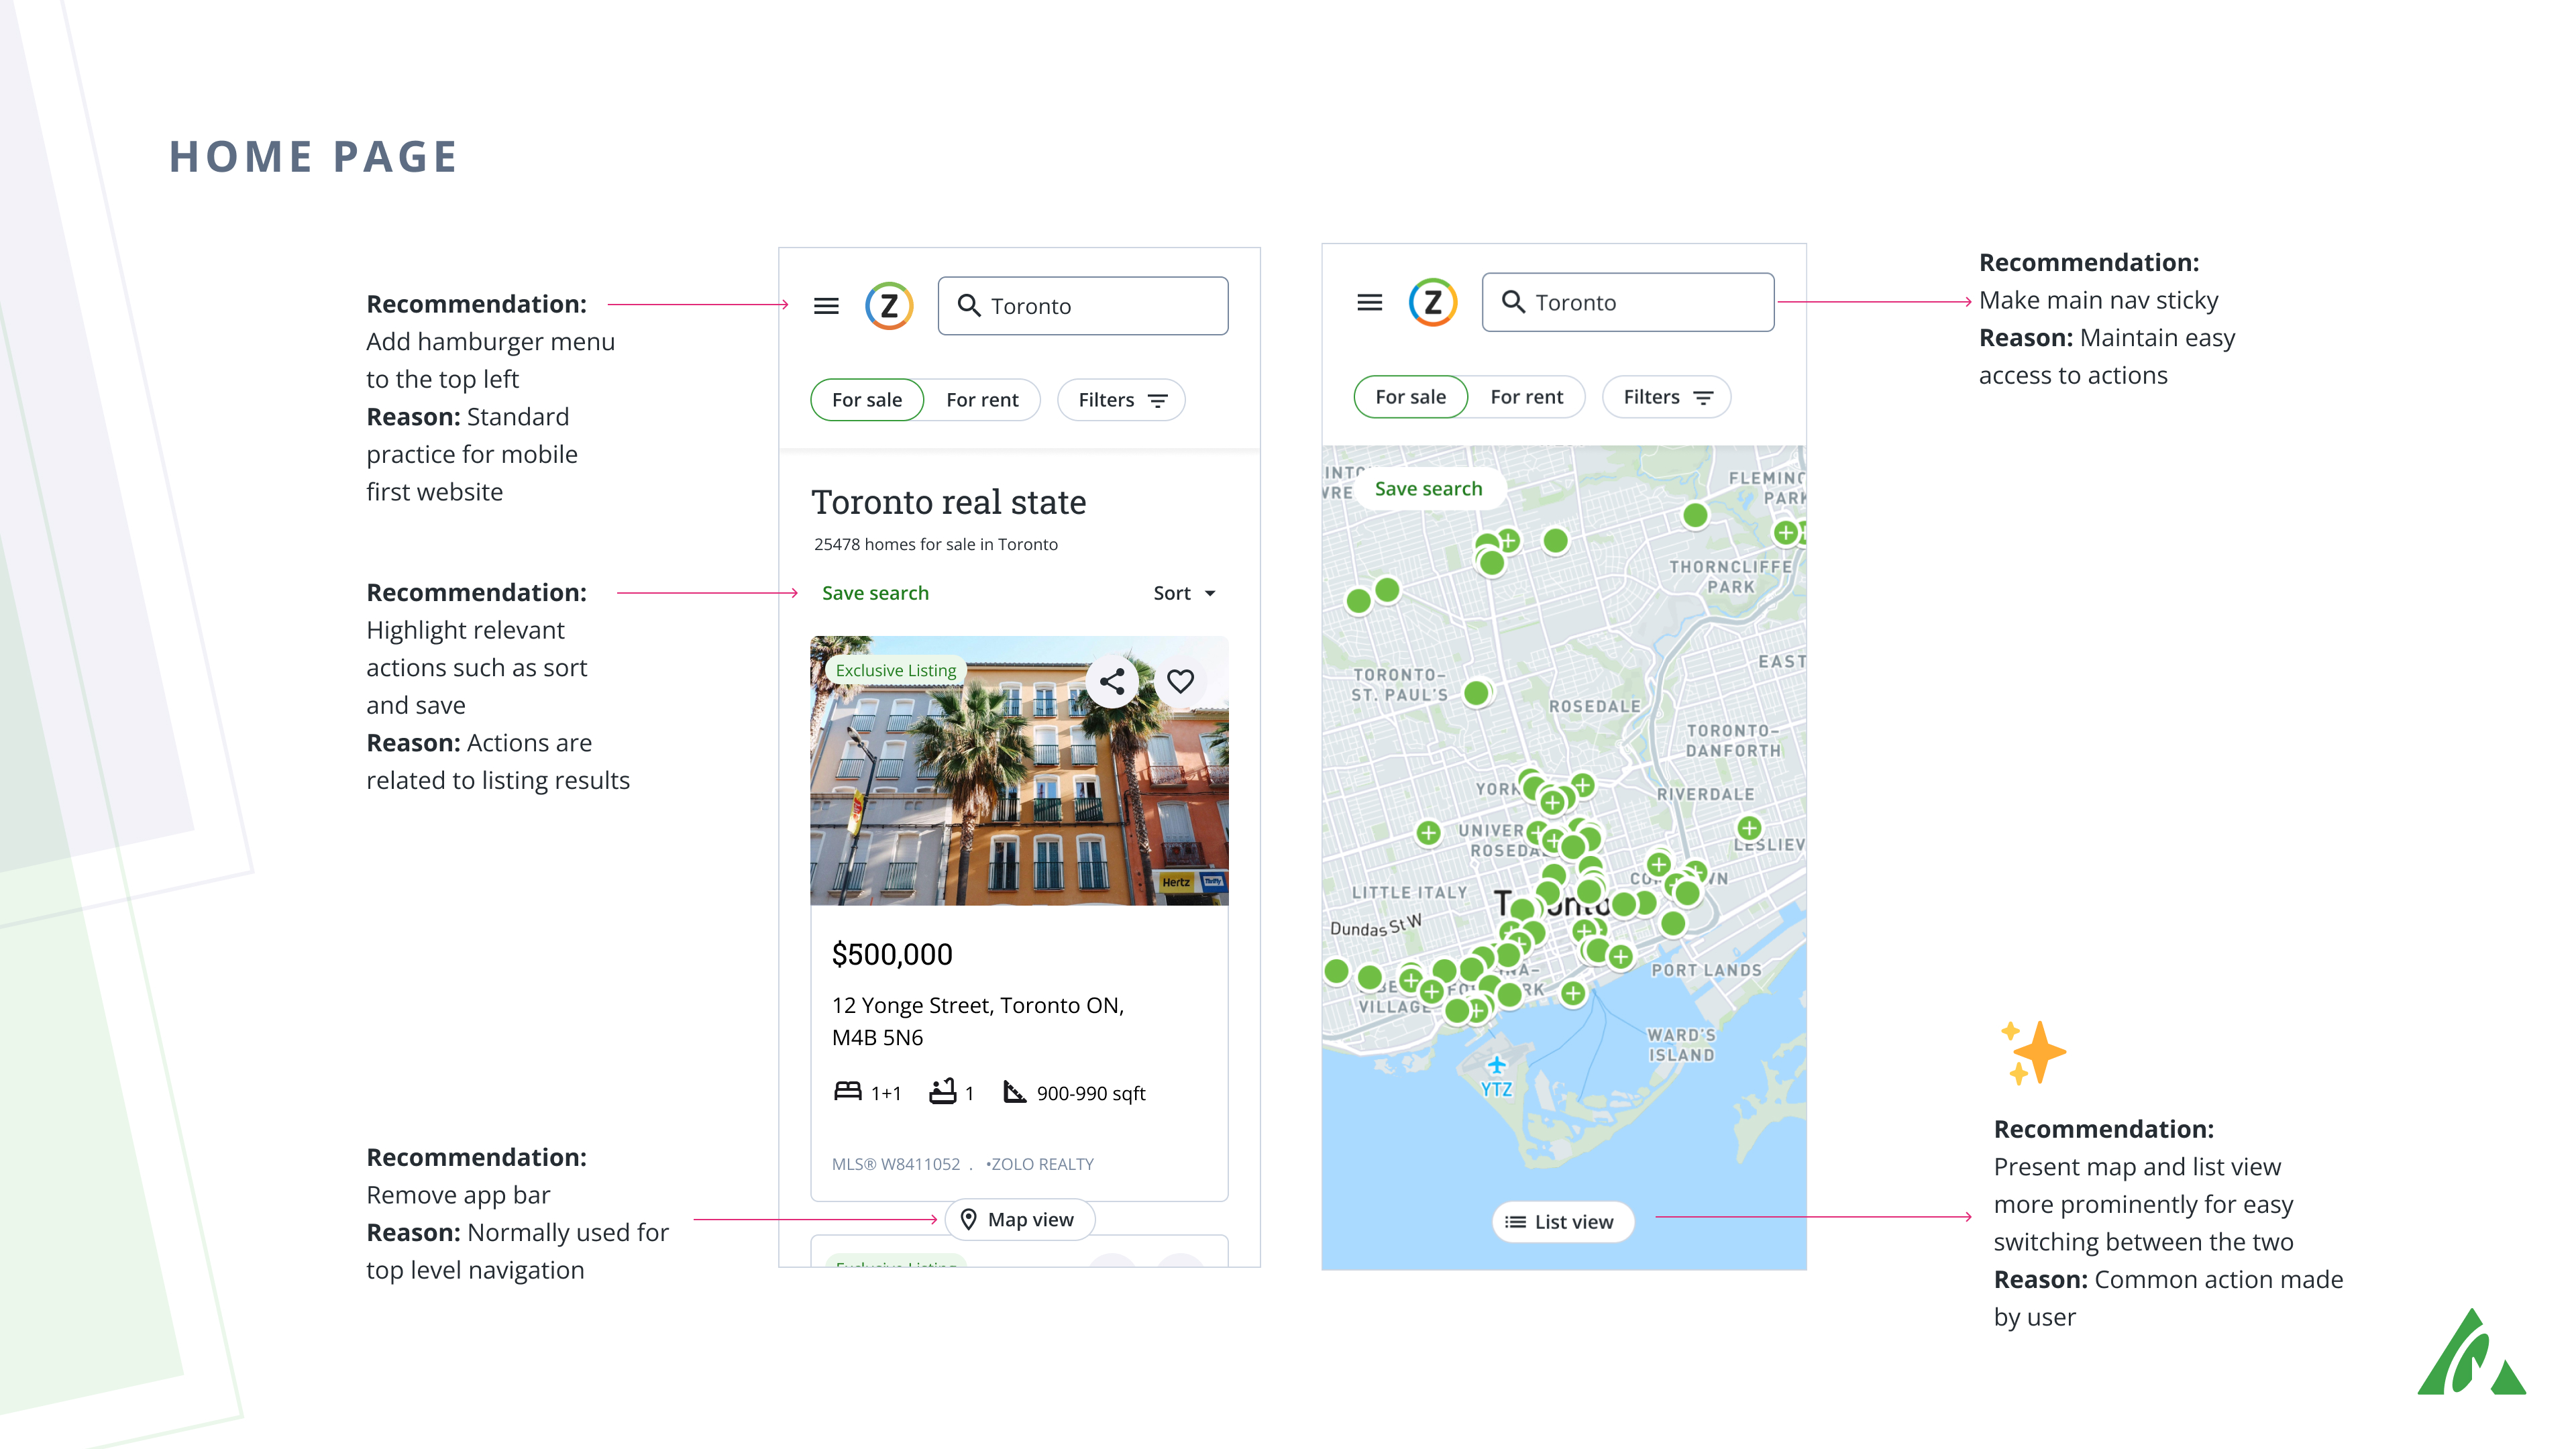 HOME PAGE
Recommendation:
Add hamburger menu
to the top left
Reason: Standard
practice for mobile
first website
Recommendation:
Highlight relevant
actions such as sort
and save
Reason: Actions are
related to listing results
Recommendation:
Remove app bar
Reason: Normally used for
top level navigation
Z
Toronto
For sale
For rent
Filters
Toronto real state
25478 homes for sale in Toronto
Save search
Sort
Exclusive Listing
Hertz
Thrifty
$500,000
12 Yonge Street, Toronto ON,
M4B 5N6
1+1
1
900-990 sqft
MLS® W8411052 . •ZOLO REALTY
Map view
Exclusive Listing
Z
Toronto
For sale
For rent
Filters
Save search
FLEMING
PARK
THORNCLIFFE
PARK
EAST
TORONTO-
ST. PAUL'S
ROSEDALE
TORONTO-
DANFORTH
YORK
RIVERDALE
UNIVER
ROSEDA
LESLIEV
LITTLE ITALY
Dundas St W
PORT LANDS
VILLAGE
WARD'S
ISLAND
YTZ
List view
Recommendation:
Make main nav sticky
Reason: Maintain easy
access to actions
Recommendation:
Present map and list view
more prominently for easy
switching between the two
Reason: Common action made
by user